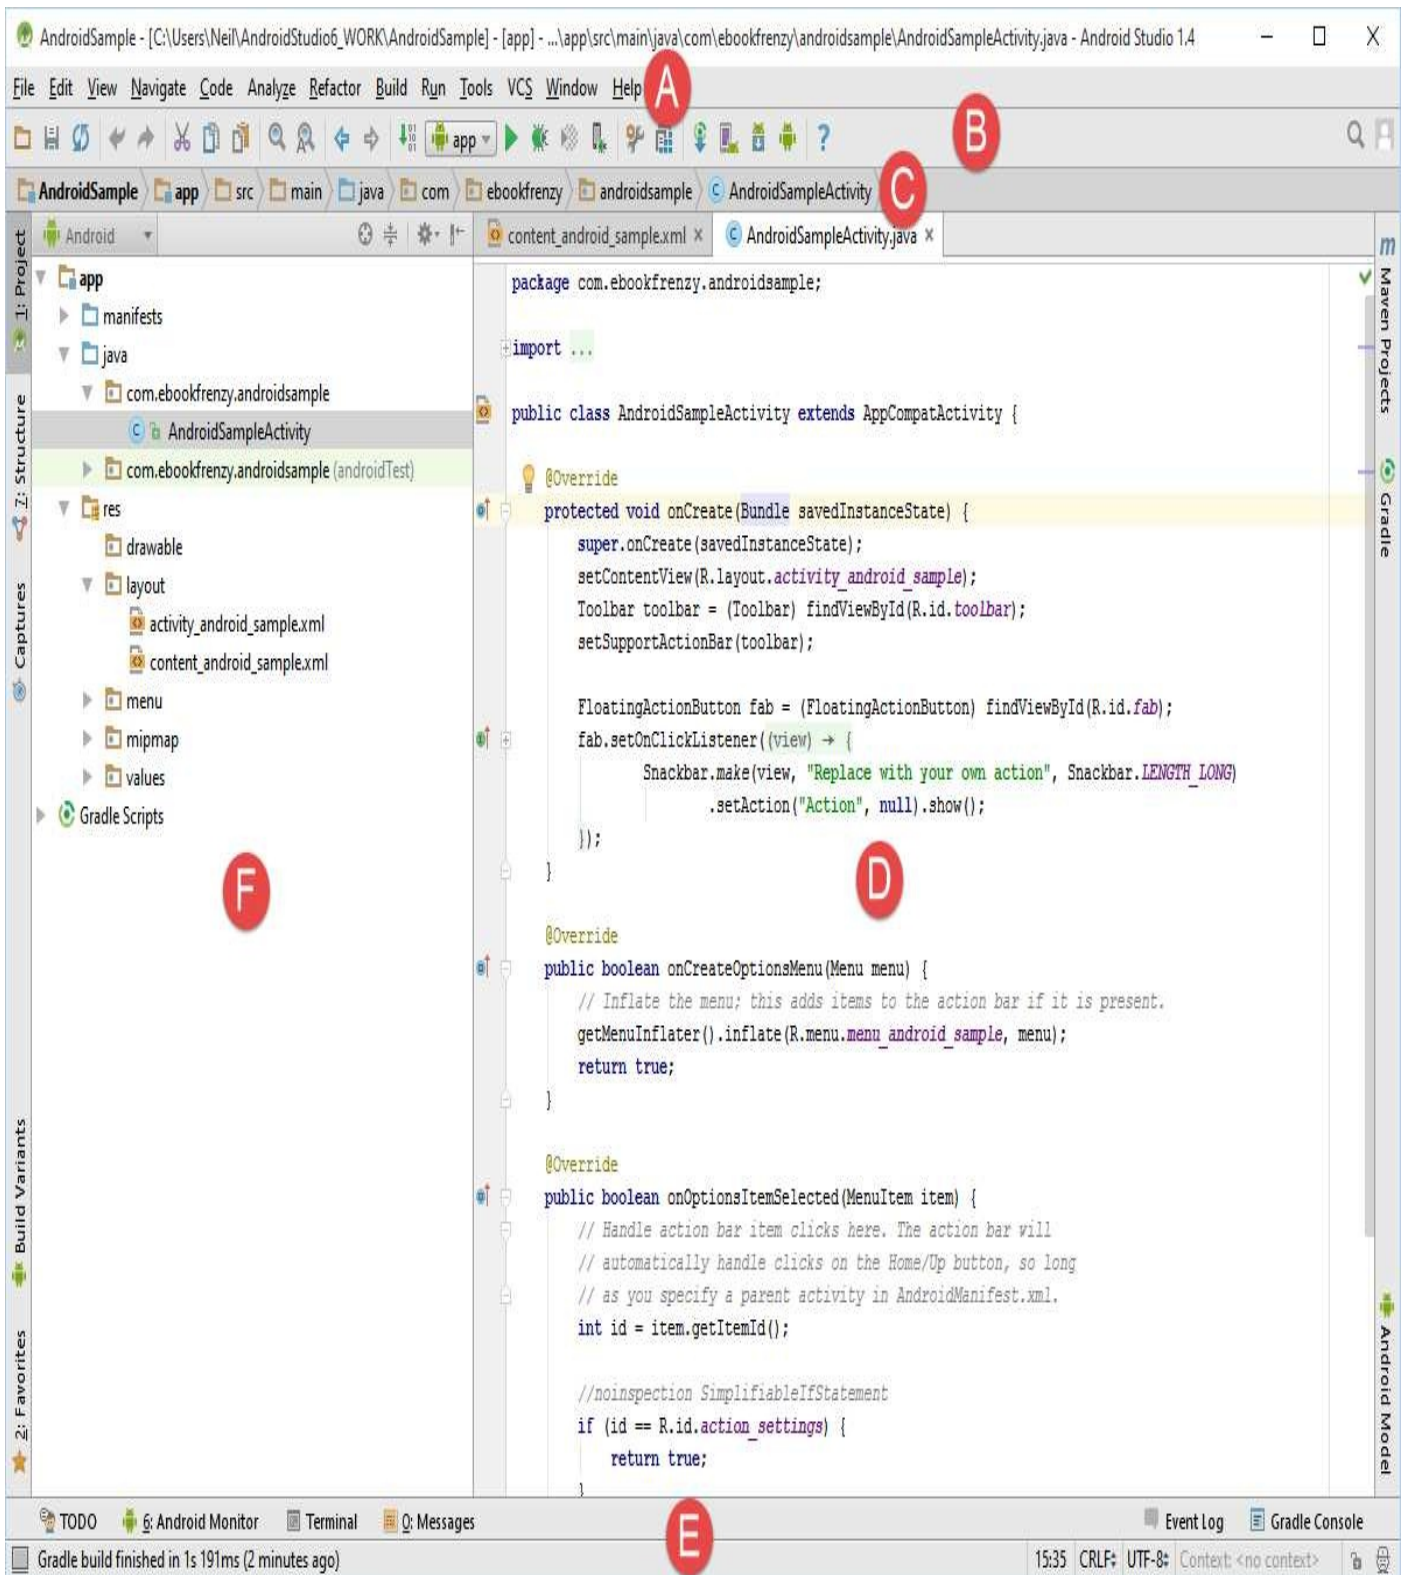 AndroidSample - [C:\Users\Neil\AndroidStudio6_WORK\AndroidSample] - [app] - ...\app\src\main\java\com\ebookfrenzy\androidsample\AndroidSampleActivity.java - Android Studio 1.4
File Edit View Navigate Code Analyze Refactor Build Run Tools VCS Window Help A
app B
AndroidSample app src main java com ebookfrenzy androidsample AndroidSampleActivity C
1: Project
7: Structure
Captures
Build Variants
2: Favorites
Android
app
manifests
java
com.ebookfrenzy.androidsample
AndroidSampleActivity
com.ebookfrenzy.androidsample (androidTest)
res
drawable
layout
activity_android_sample.xml
content_android_sample.xml
menu
mipmap
values
Gradle Scripts
F
content_android_sample.xml × AndroidSampleActivity.java ×
package com.ebookfrenzy.androidsample;
import ...
public class AndroidSampleActivity extends AppCompatActivity {
@Override
protected void onCreate(Bundle savedInstanceState) {
super.onCreate(savedInstanceState);
setContentView(R.layout.activity_android_sample);
Toolbar toolbar = (Toolbar) findViewById(R.id.toolbar);
setSupportActionBar(toolbar);
FloatingActionButton fab = (FloatingActionButton) findViewById(R.id.fab);
fab.setOnClickListener((view) → {
Snackbar.make(view, "Replace with your own action", Snackbar.LENGTH_LONG)
.setAction("Action", null).show();
});
}
D
@Override
public boolean onCreateOptionsMenu(Menu menu) {
// Inflate the menu; this adds items to the action bar if it is present.
getMenuInflater().inflate(R.menu.menu_android_sample, menu);
return true;
}
@Override
public boolean onOptionsItemSelected(MenuItem item) {
// Handle action bar item clicks here. The action bar will
// automatically handle clicks on the Home/Up button, so long
// as you specify a parent activity in AndroidManifest.xml.
int id = item.getItemId();
//noinspection SimplifiableIfStatement
if (id == R.id.action_settings) {
return true;
}
m Maven Projects
Gradle
Android Model
TODO 6: Android Monitor Terminal 0: Messages E Event Log Gradle Console
Gradle build finished in 1s 191ms (2 minutes ago) 15:35 CRLF UTF-8 Context: <no context>